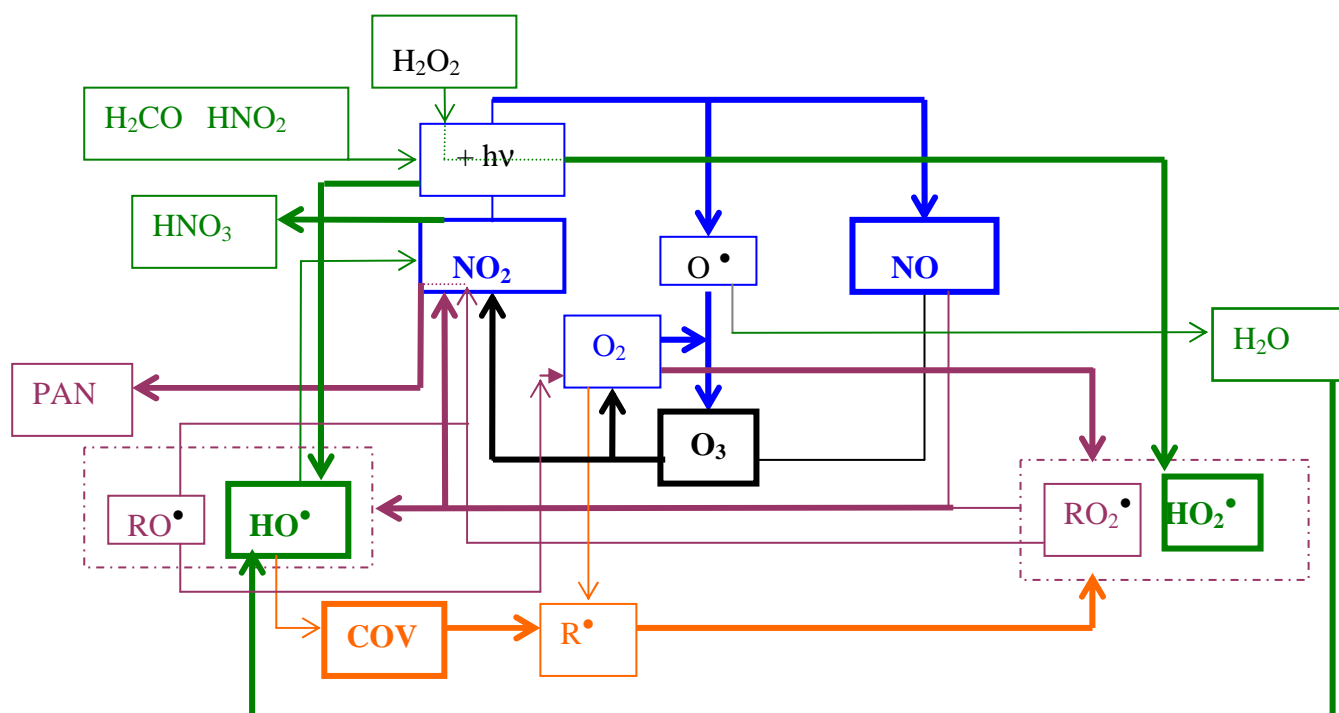 H₂O₂
H₂CO HNO₂
+ hν
HNO₃
NO₂
O •
NO
O₂
H₂O
PAN
O₃
RO•
HO•
RO₂•
HO₂•
COV
R•